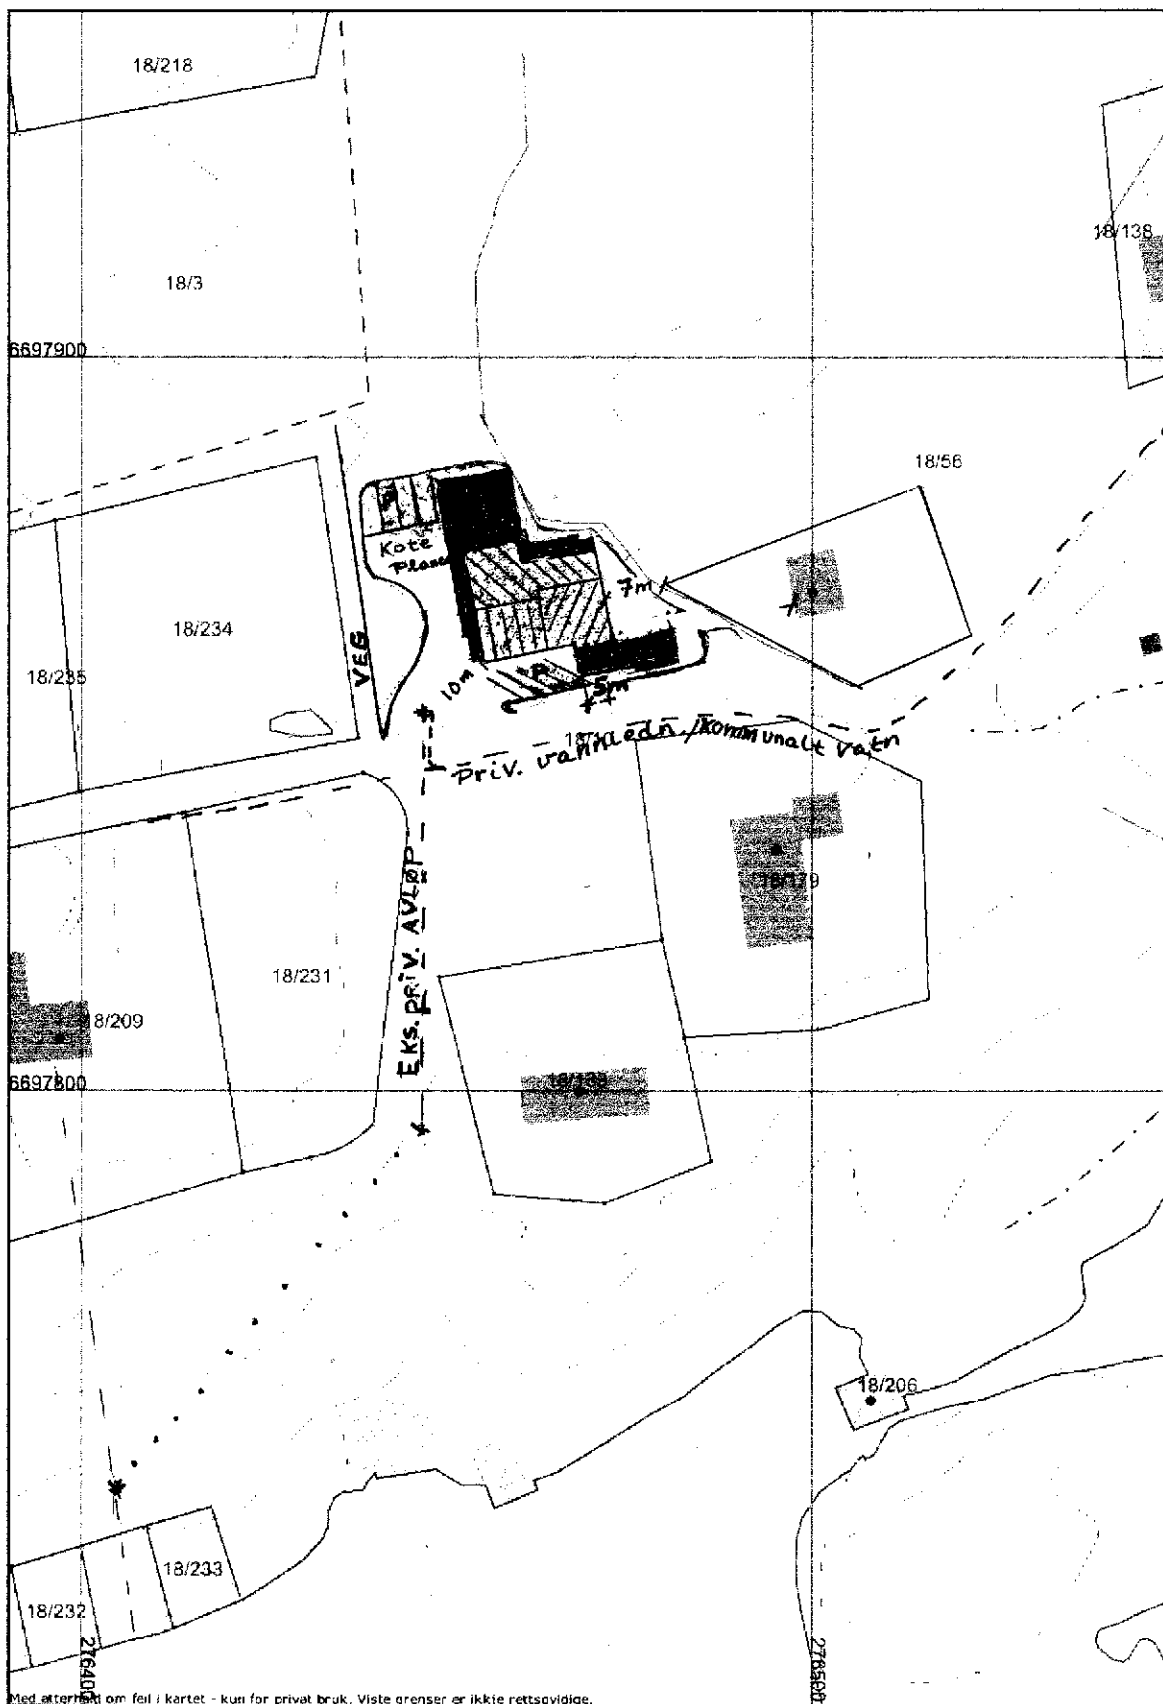 18/218
18/138
18/3
6697900
18/56
P
Kote
7m
18/234
VEG
18/235
10m
P
5m
Priv. vannledn./Kommunalt vatn
EKS. PRIV. AVLØP
18/179
18/231
18/209
6697800
18/206
18/233
18/232
276400
276500
Med atterhald om feil i kartet - kun for privat bruk. Viste grenser er ikkje rettsgyldige.